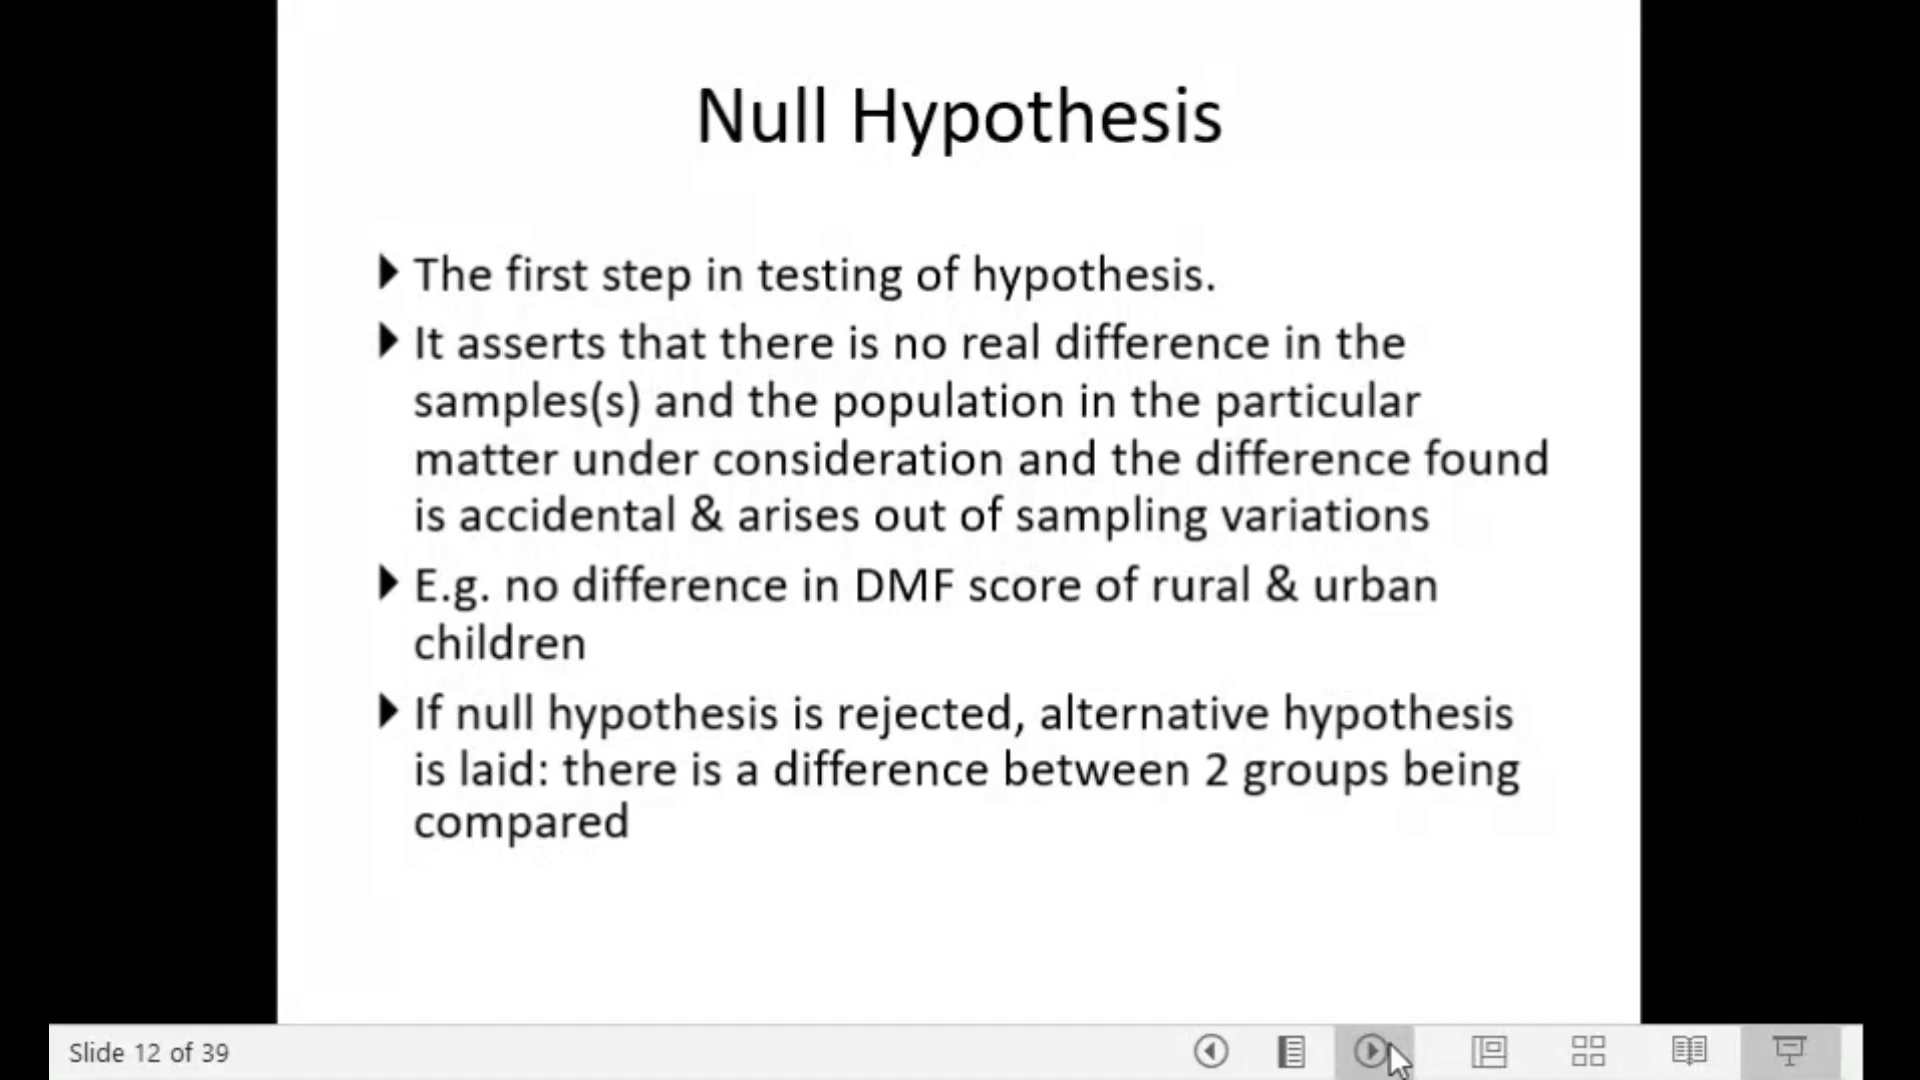 Null Hypothesis
The first step in testing of hypothesis.
It asserts that there is no real difference in the
samples(s) and the population in the particular
matter under consideration and the difference found
is accidental & arises out of sampling variations
E.g. no difference in DMF score of rural & urban
children
If null hypothesis is rejected, alternative hypothesis
is laid: there is a difference between 2 groups being
compared
Slide 12 of 39